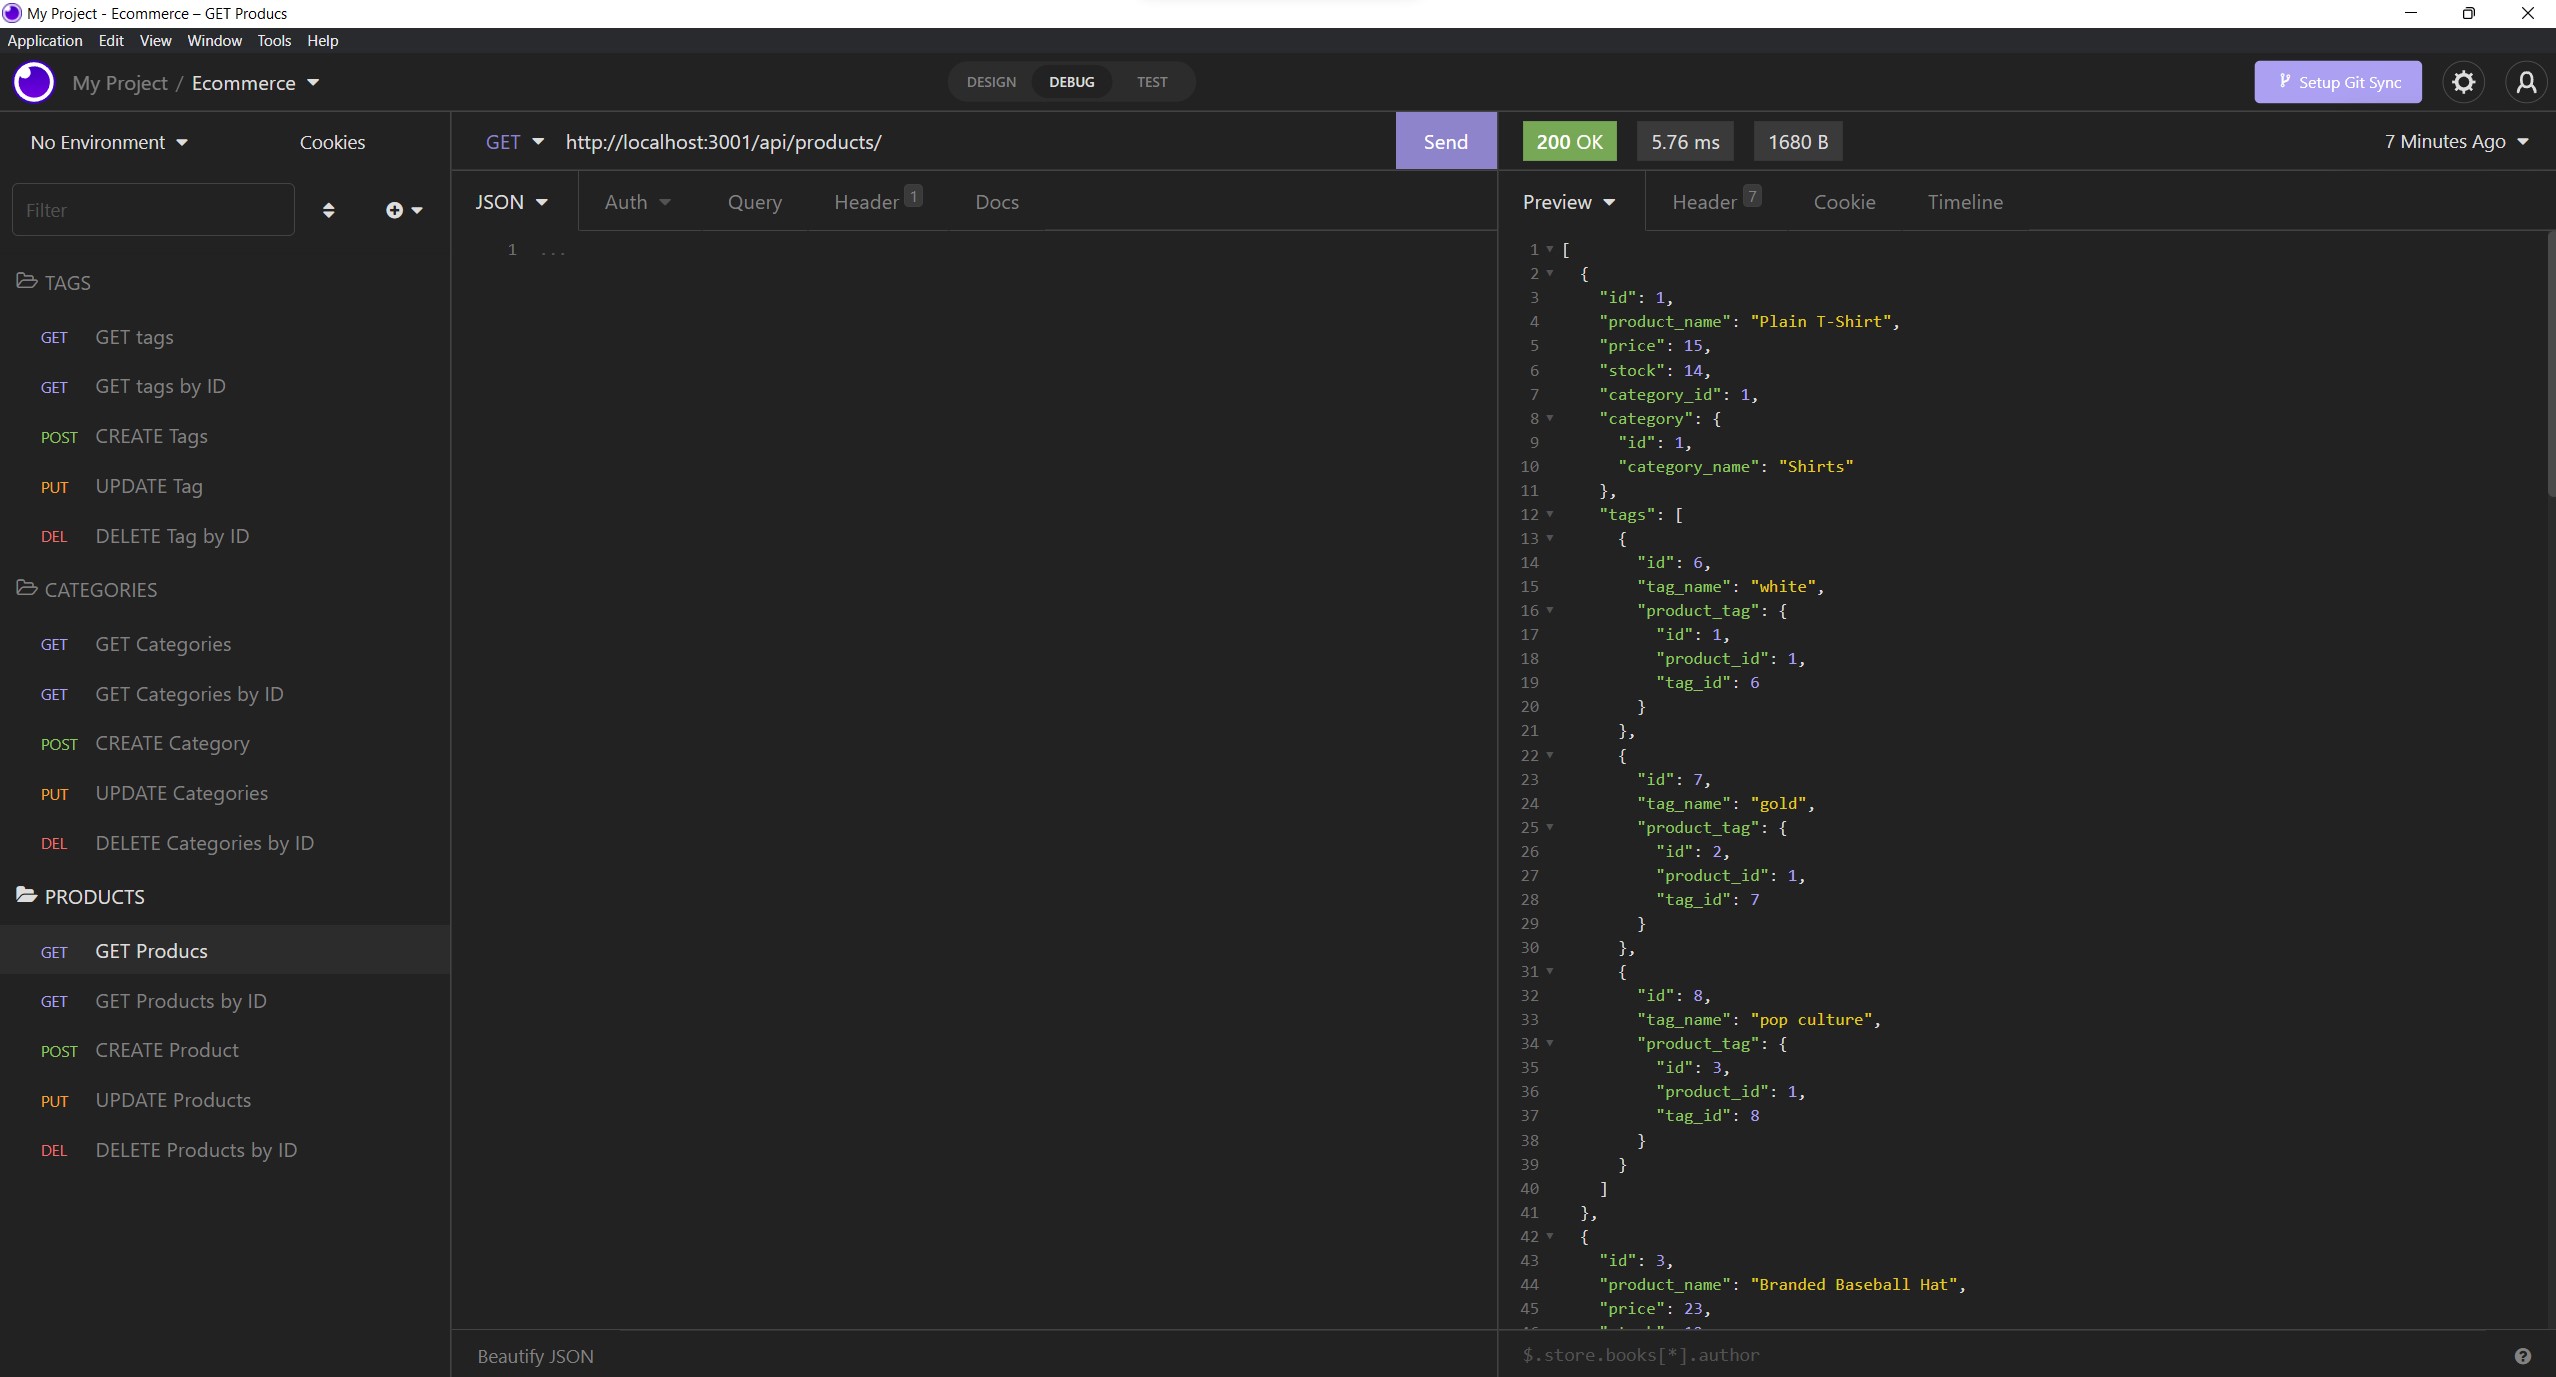 My Project - Ecommerce – GET Producs
Application Edit View Window Tools Help
My Project / Ecommerce
DESIGN DEBUG TEST
Setup Git Sync
No Environment Cookies
Filter
TAGS
GET GET tags
GET GET tags by ID
POST CREATE Tags
PUT UPDATE Tag
DEL DELETE Tag by ID
CATEGORIES
GET GET Categories
GET GET Categories by ID
POST CREATE Category
PUT UPDATE Categories
DEL DELETE Categories by ID
PRODUCTS
GET GET Producs
GET GET Products by ID
POST CREATE Product
PUT UPDATE Products
DEL DELETE Products by ID
GET http://localhost:3001/api/products/ Send
JSON Auth Query Header 1 Docs
1 ...
Beautify JSON
200 OK 5.76 ms 1680 B 7 Minutes Ago
Preview Header 7 Cookie Timeline
1 [
2 {
3 "id": 1,
4 "product_name": "Plain T-Shirt",
5 "price": 15,
6 "stock": 14,
7 "category_id": 1,
8 "category": {
9 "id": 1,
10 "category_name": "Shirts"
11 },
12 "tags": [
13 {
14 "id": 6,
15 "tag_name": "white",
16 "product_tag": {
17 "id": 1,
18 "product_id": 1,
19 "tag_id": 6
20 }
21 },
22 {
23 "id": 7,
24 "tag_name": "gold",
25 "product_tag": {
26 "id": 2,
27 "product_id": 1,
28 "tag_id": 7
29 }
30 },
31 {
32 "id": 8,
33 "tag_name": "pop culture",
34 "product_tag": {
35 "id": 3,
36 "product_id": 1,
37 "tag_id": 8
38 }
39 }
40 ]
41 },
42 {
43 "id": 3,
44 "product_name": "Branded Baseball Hat",
45 "price": 23,
$.store.books[*].author